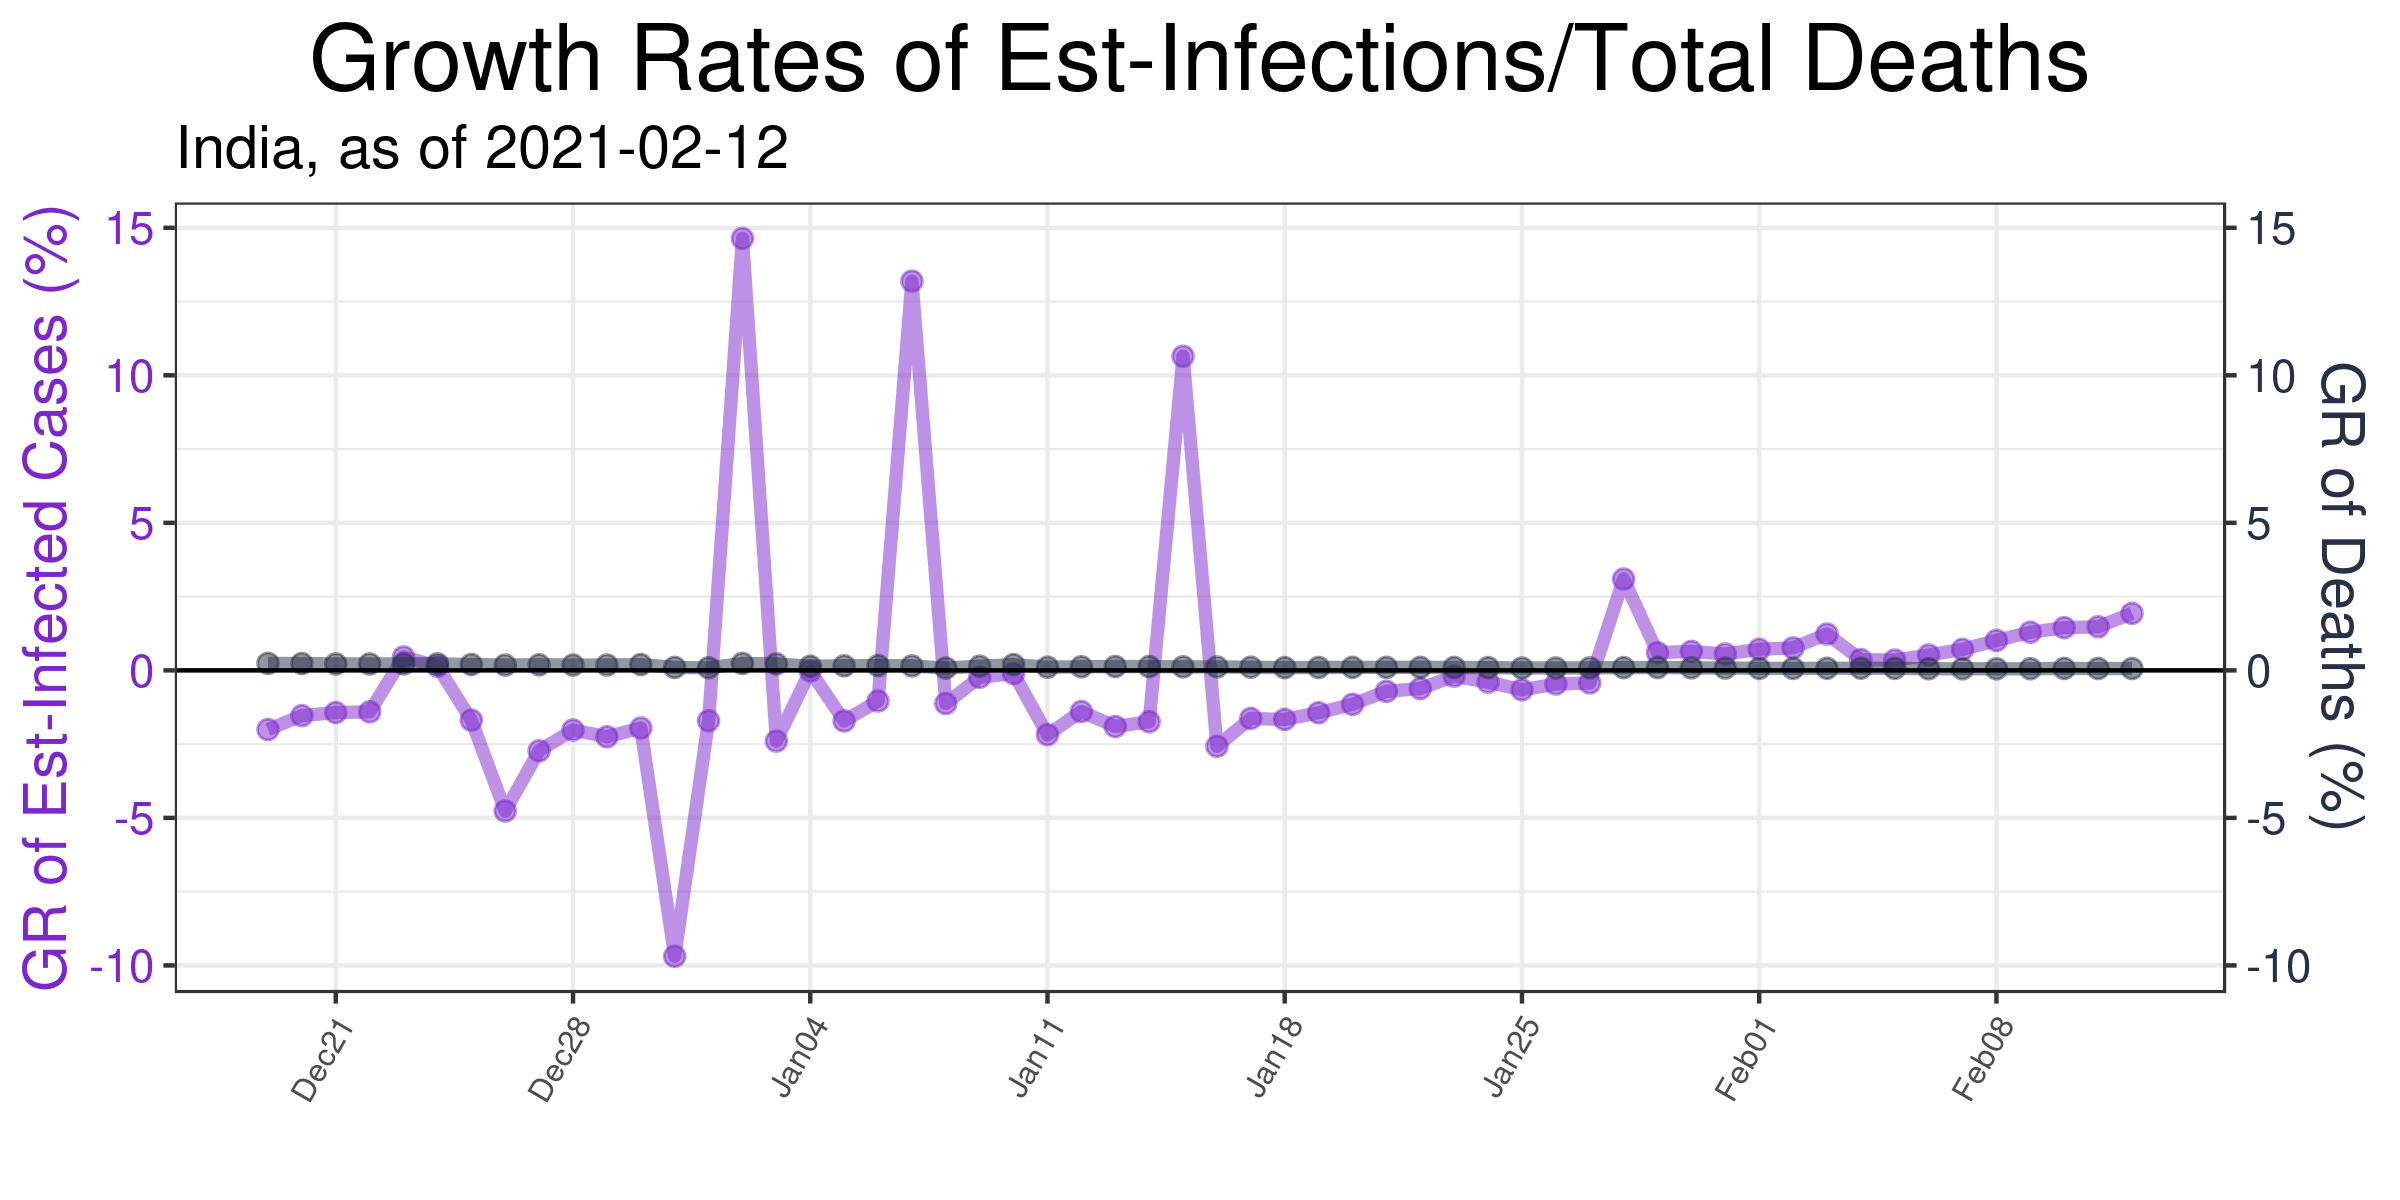 Growth Rates of Est-Infections/Total Deaths
India, as of 2021-02-12
GR of Est-Infected Cases (%)
15
10
5
0
-5
-10
15
10
5
0
-5
-10
GR of Deaths (%)
Dec21
Dec28
Jan04
Jan11
Jan18
Jan25
Feb01
Feb08